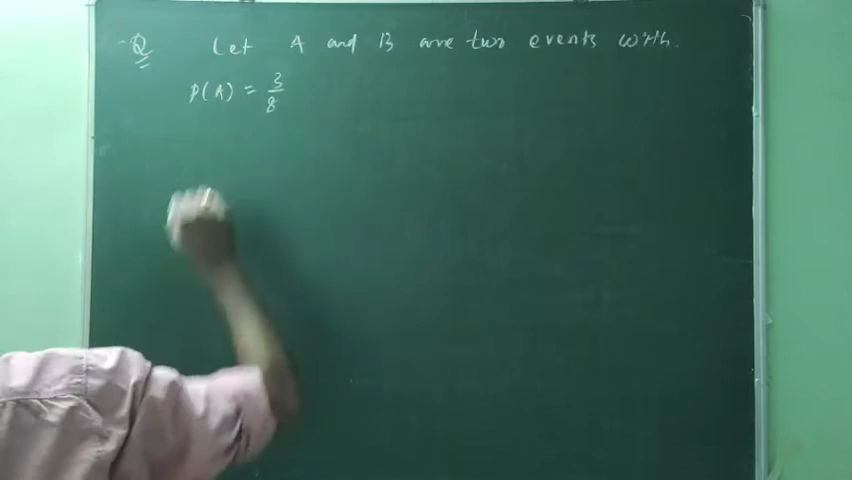 Q Let A and B are two events with
P(A) = 3/8